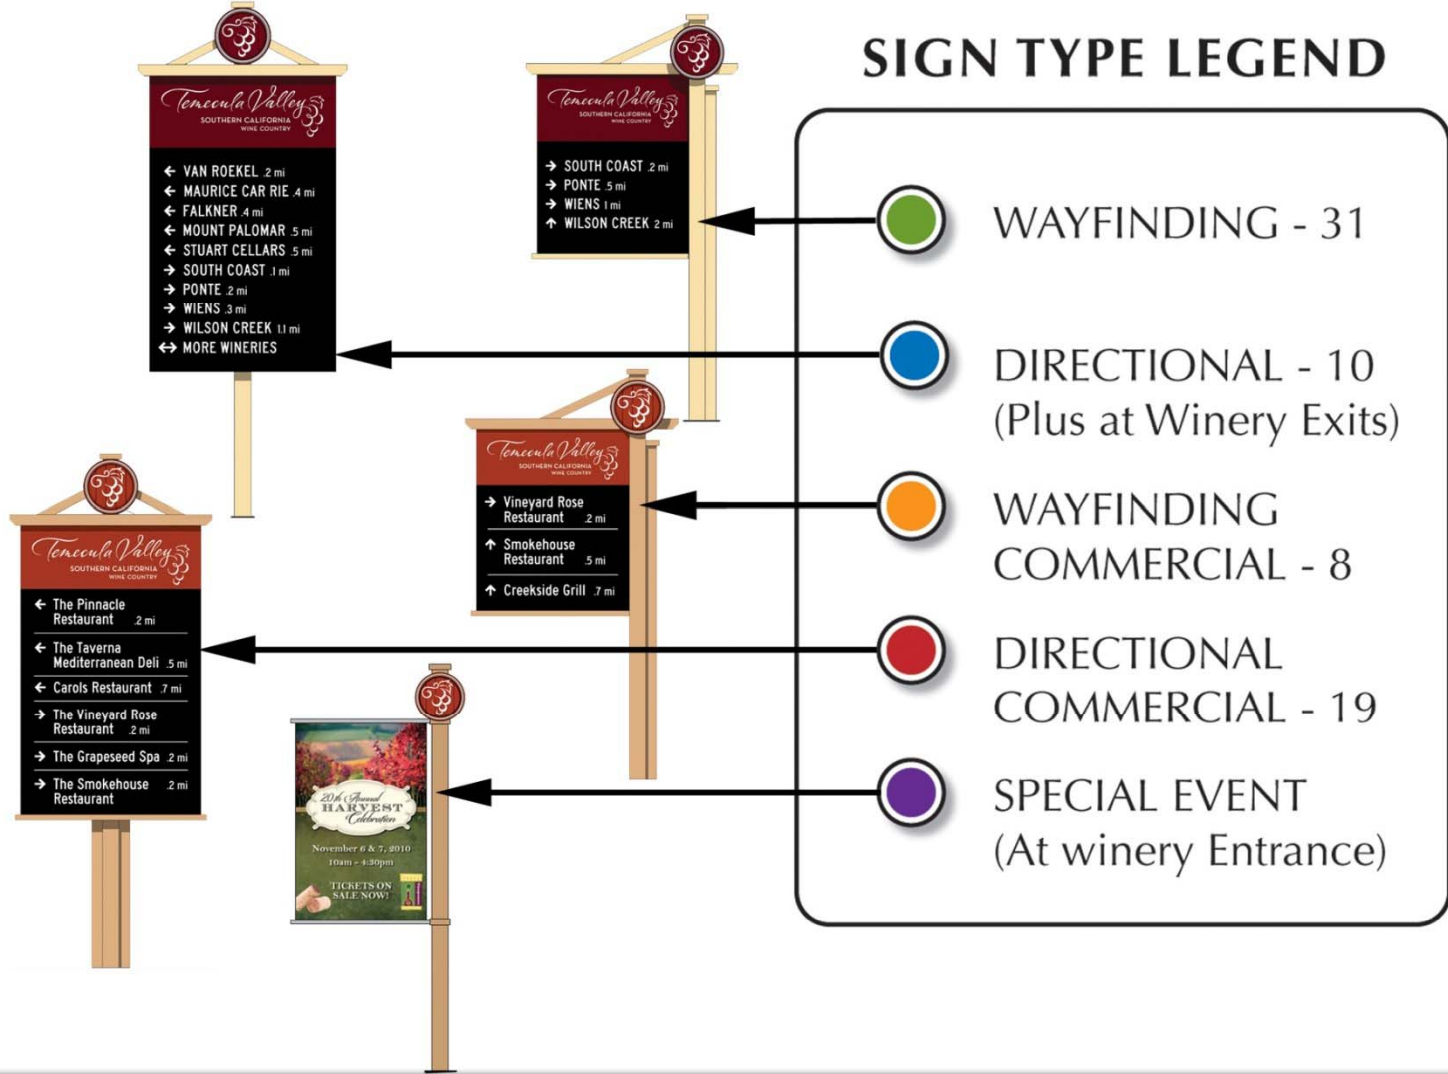 SIGN TYPE LEGEND
Temecula Valley
SOUTHERN CALIFORNIA
WINE COUNTRY
← VAN ROEKEL .2 mi
← MAURICE CAR RIE .4 mi
← FALKNER .4 mi
← MOUNT PALOMAR .5 mi
← STUART CELLARS .5 mi
→ SOUTH COAST .1 mi
→ PONTE .2 mi
→ WIENS .3 mi
→ WILSON CREEK 1.1 mi
↔ MORE WINERIES
Temecula Valley
SOUTHERN CALIFORNIA
WINE COUNTRY
→ SOUTH COAST .2 mi
→ PONTE .5 mi
→ WIENS 1 mi
↑ WILSON CREEK 2 mi
WAYFINDING - 31
DIRECTIONAL - 10
(Plus at Winery Exits)
WAYFINDING
COMMERCIAL - 8
DIRECTIONAL
COMMERCIAL - 19
SPECIAL EVENT
(At winery Entrance)
Temecula Valley
SOUTHERN CALIFORNIA
WINE COUNTRY
→ Vineyard Rose
Restaurant .2 mi
↑ Smokehouse
Restaurant .5 mi
↑ Creekside Grill .7 mi
Temecula Valley
SOUTHERN CALIFORNIA
WINE COUNTRY
← The Pinnacle
Restaurant .2 mi
← The Taverna
Mediterranean Deli .5 mi
← Carols Restaurant .7 mi
→ The Vineyard Rose
Restaurant .2 mi
→ The Grapeseed Spa .2 mi
→ The Smokehouse .2 mi
Restaurant
20th Annual
HARVEST
Celebration
November 6 & 7, 2010
10am - 4:30pm
TICKETS ON
SALE NOW!